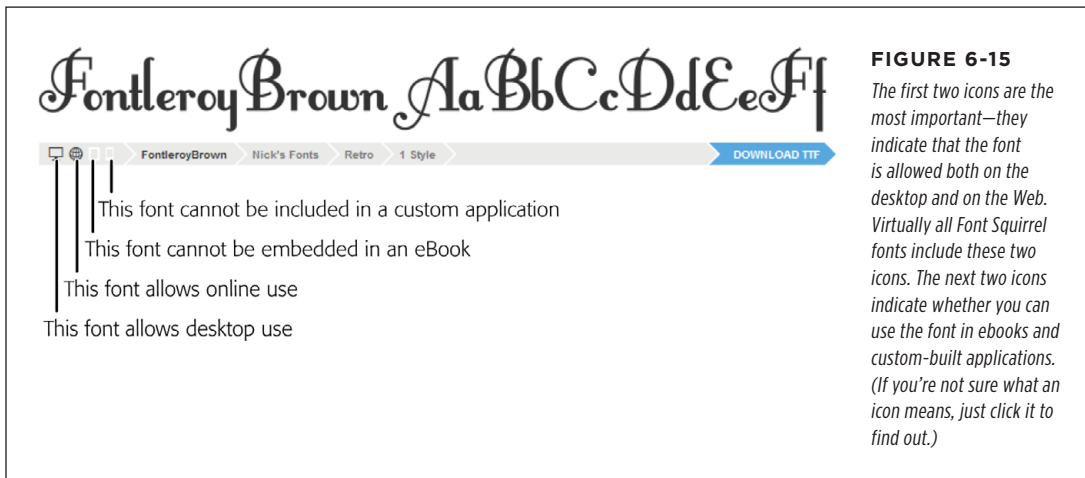 FontleroyBrown AaBbCcDdEeFf
FontleroyBrown Nick's Fonts Retro 1 Style DOWNLOAD TTF
This font cannot be included in a custom application
This font cannot be embedded in an eBook
This font allows online use
This font allows desktop use
FIGURE 6-15
The first two icons are the
most important—they
indicate that the font
is allowed both on the
desktop and on the Web.
Virtually all Font Squirrel
fonts include these two
icons. The next two icons
indicate whether you can
use the font in ebooks and
custom-built applications.
(If you're not sure what an
icon means, just click it to
find out.)